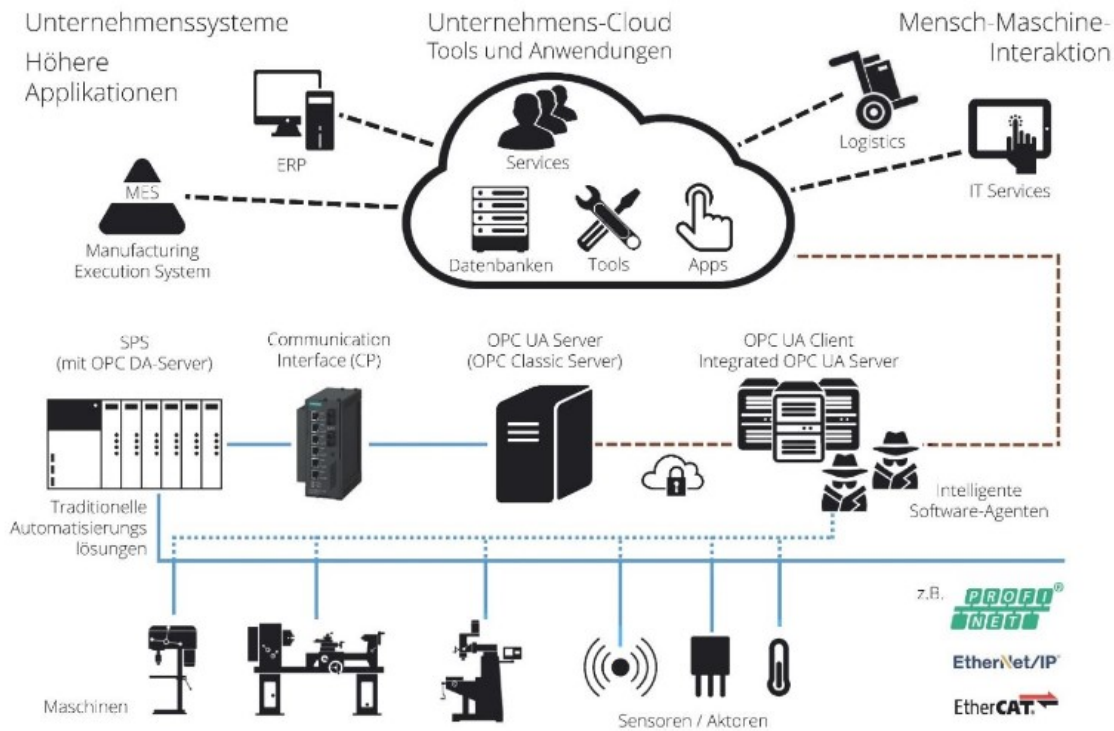 Unternehmenssysteme
Höhere
Applikationen
Unternehmens-Cloud
Tools und Anwendungen
Mensch-Maschine-
Interaktion
ERP
MES
Manufacturing
Execution System
Services
Datenbanken
Tools
Apps
Logistics
IT Services
SPS
(mit OPC DA-Server)
Communication
Interface (CP)
OPC UA Server
(OPC Classic Server)
OPC UA Client
Integrated OPC UA Server
Traditionelle
Automatisierungs
lösungen
Intelligente
Software-Agenten
Maschinen
Sensoren / Aktoren
z.B.
PROFI®
NET
EtherNet/IP
EtherCAT.